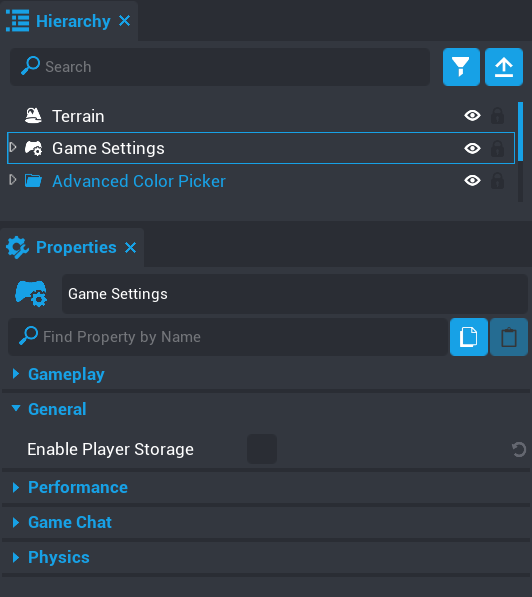 Hierarchy
Search
Terrain
Game Settings
Advanced Color Picker
Properties
Game Settings
Find Property by Name
Gameplay
General
Enable Player Storage
Performance
Game Chat
Physics